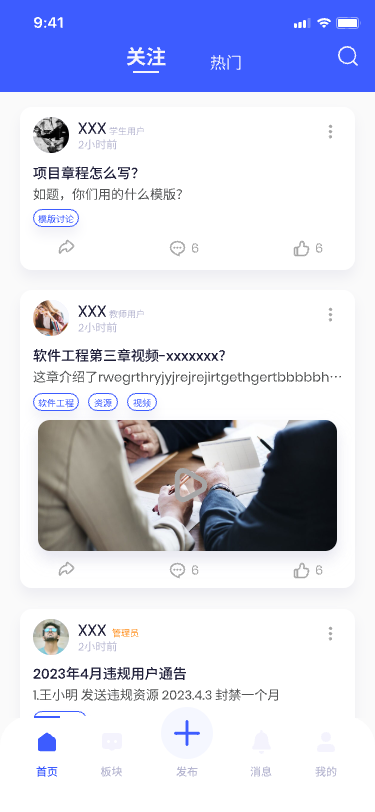 9:41
关注 热门
XXX 学生用户
2小时前
项目章程怎么写？
如题，你们用的什么模版？
模版讨论
6 6
XXX 教师用户
2小时前
软件工程第三章视频-xxxxxxx？
这章介绍了rwegrthryjyjrejrejirtgethgertbbbbbh…
软件工程 资源 视频
6 6
XXX 管理员
2小时前
2023年4月违规用户通告
1.王小明 发送违规资源 2023.4.3 封禁一个月
首页 板块 发布 消息 我的